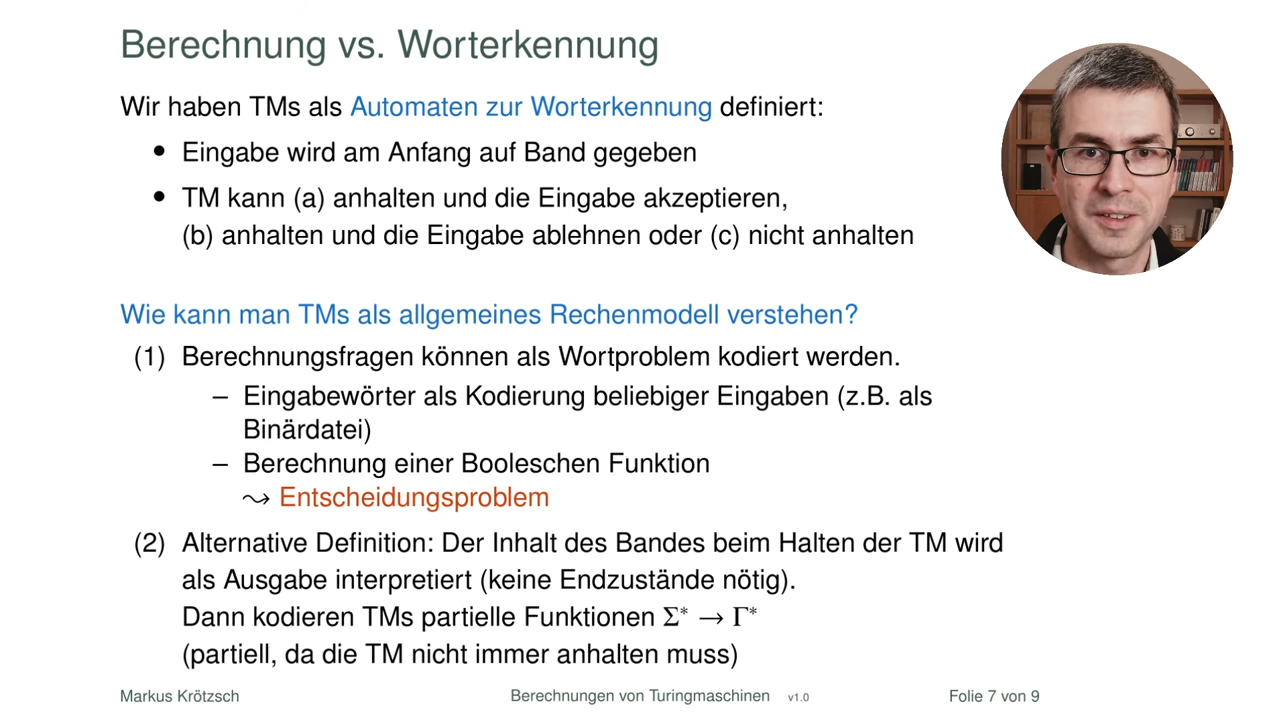 Berechnung vs. Worterkennung
Wir haben TMs als Automaten zur Worterkennung definiert:
• Eingabe wird am Anfang auf Band gegeben
• TM kann (a) anhalten und die Eingabe akzeptieren,
(b) anhalten und die Eingabe ablehnen oder (c) nicht anhalten
Wie kann man TMs als allgemeines Rechenmodell verstehen?
(1) Berechnungsfragen können als Wortproblem kodiert werden.
– Eingabewörter als Kodierung beliebiger Eingaben (z.B. als
Binärdatei)
– Berechnung einer Booleschen Funktion
⤳ Entscheidungsproblem
(2) Alternative Definition: Der Inhalt des Bandes beim Halten der TM wird
als Ausgabe interpretiert (keine Endzustände nötig).
Dann kodieren TMs partielle Funktionen Σ* → Γ*
(partiell, da die TM nicht immer anhalten muss)
Markus Krötzsch Berechnungen von Turingmaschinen v1.0 Folie 7 von 9